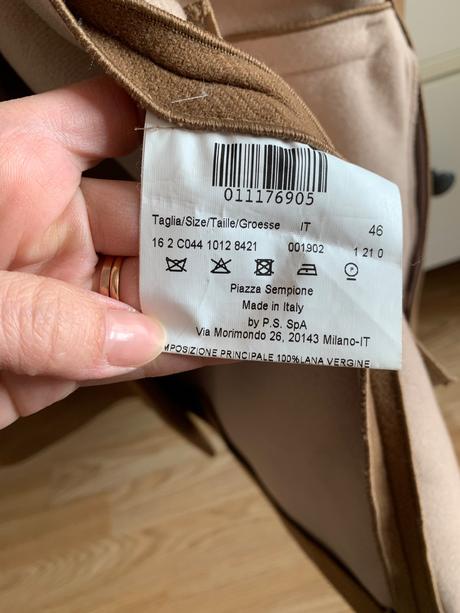 011176905
Taglia/Size/Taille/Groesse IT 46
16 2 C044 1012 8421 001902 1 21 0
Piazza Sempione
Made in Italy
by P.S. SpA
Via Morimondo 26, 20143 Milano-IT
MPOSIZIONE PRINCIPALE 100%LANA VERGINE